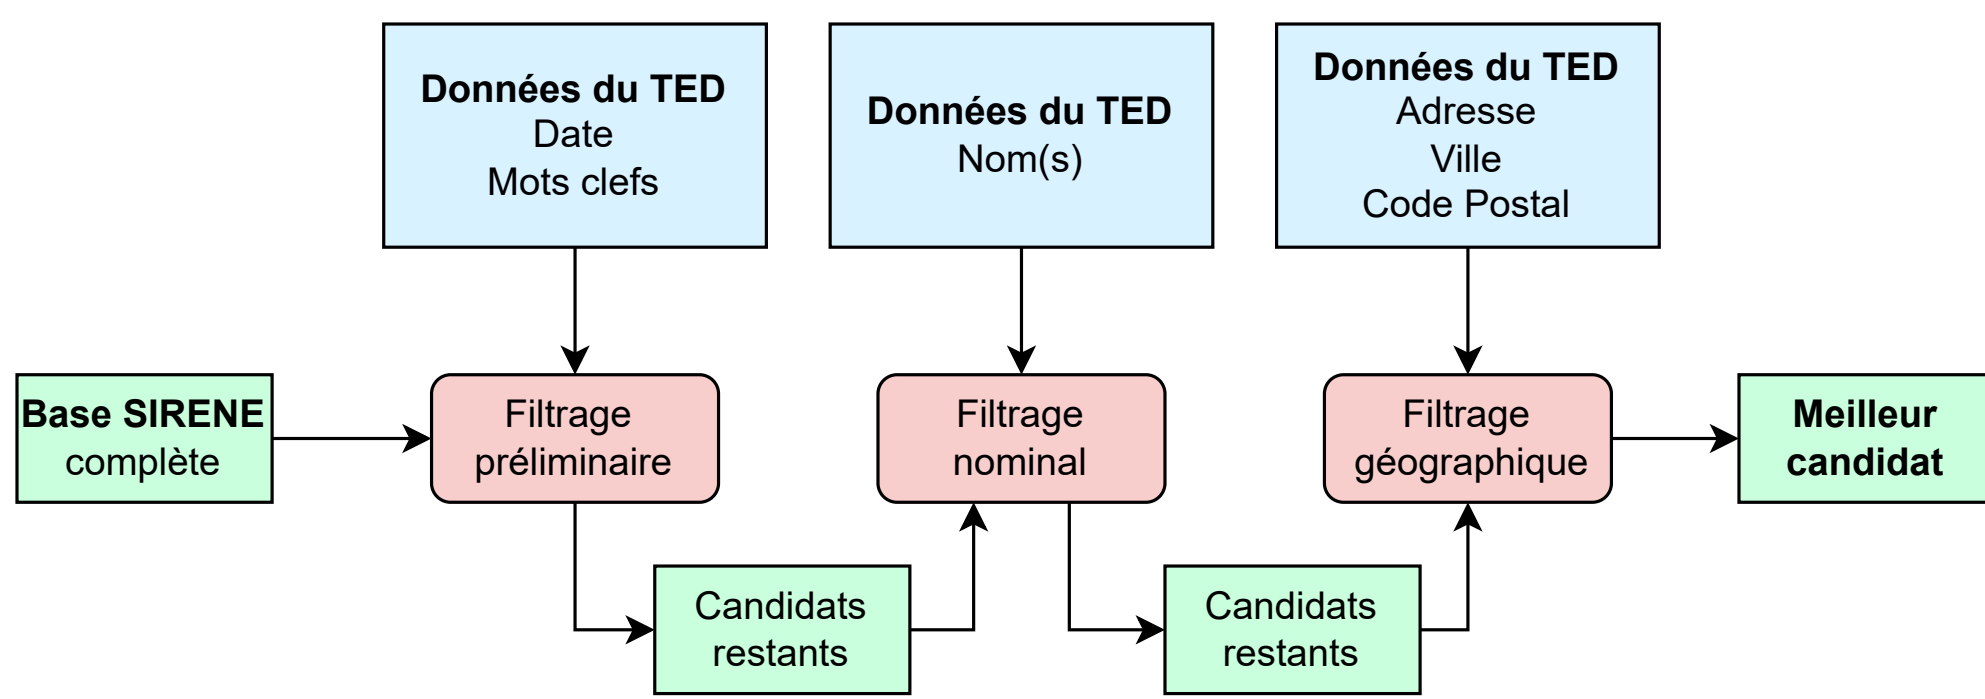 Données du TED
Date
Mots clefs
Données du TED
Nom(s)
Données du TED
Adresse
Ville
Code Postal
Base SIRENE
complète
Filtrage
préliminaire
Filtrage
nominal
Filtrage
géographique
Meilleur
candidat
Candidats
restants
Candidats
restants